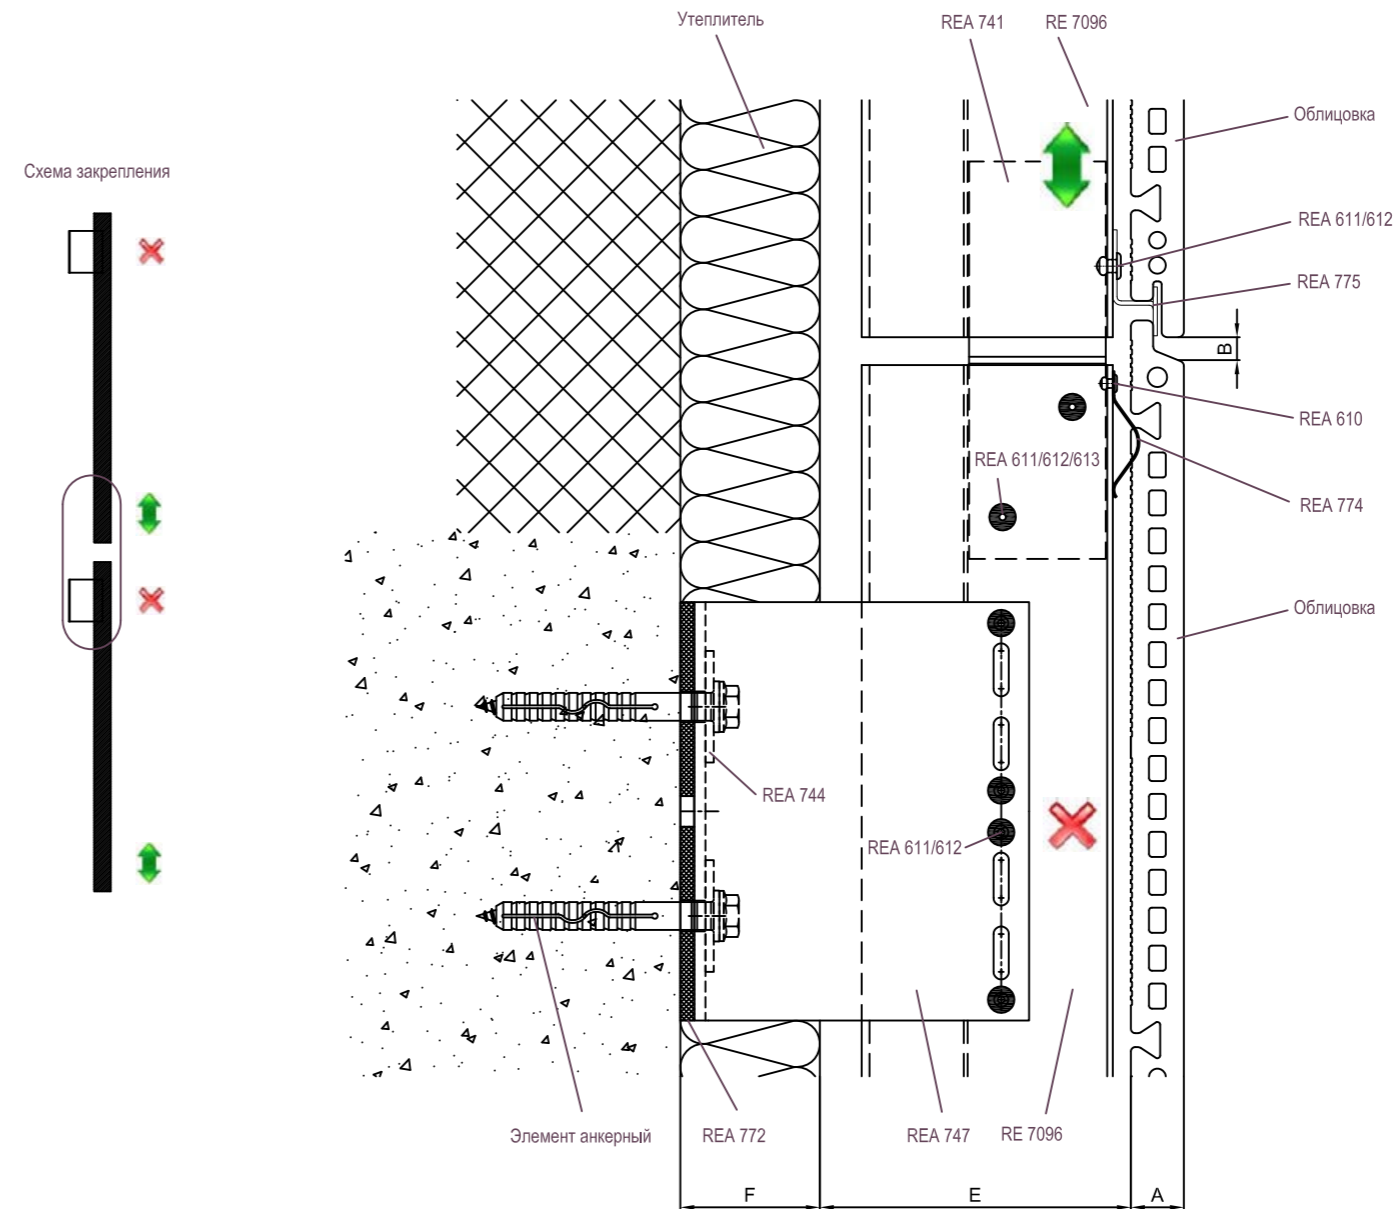 Утеплитель
REA 741
RE 7096
Облицовка
Схема закрепления
REA 611/612
REA 775
B
REA 610
REA 611/612/613
REA 774
Облицовка
REA 744
REA 611/612
Элемент анкерный
REA 772
REA 747
RE 7096
F
E
A